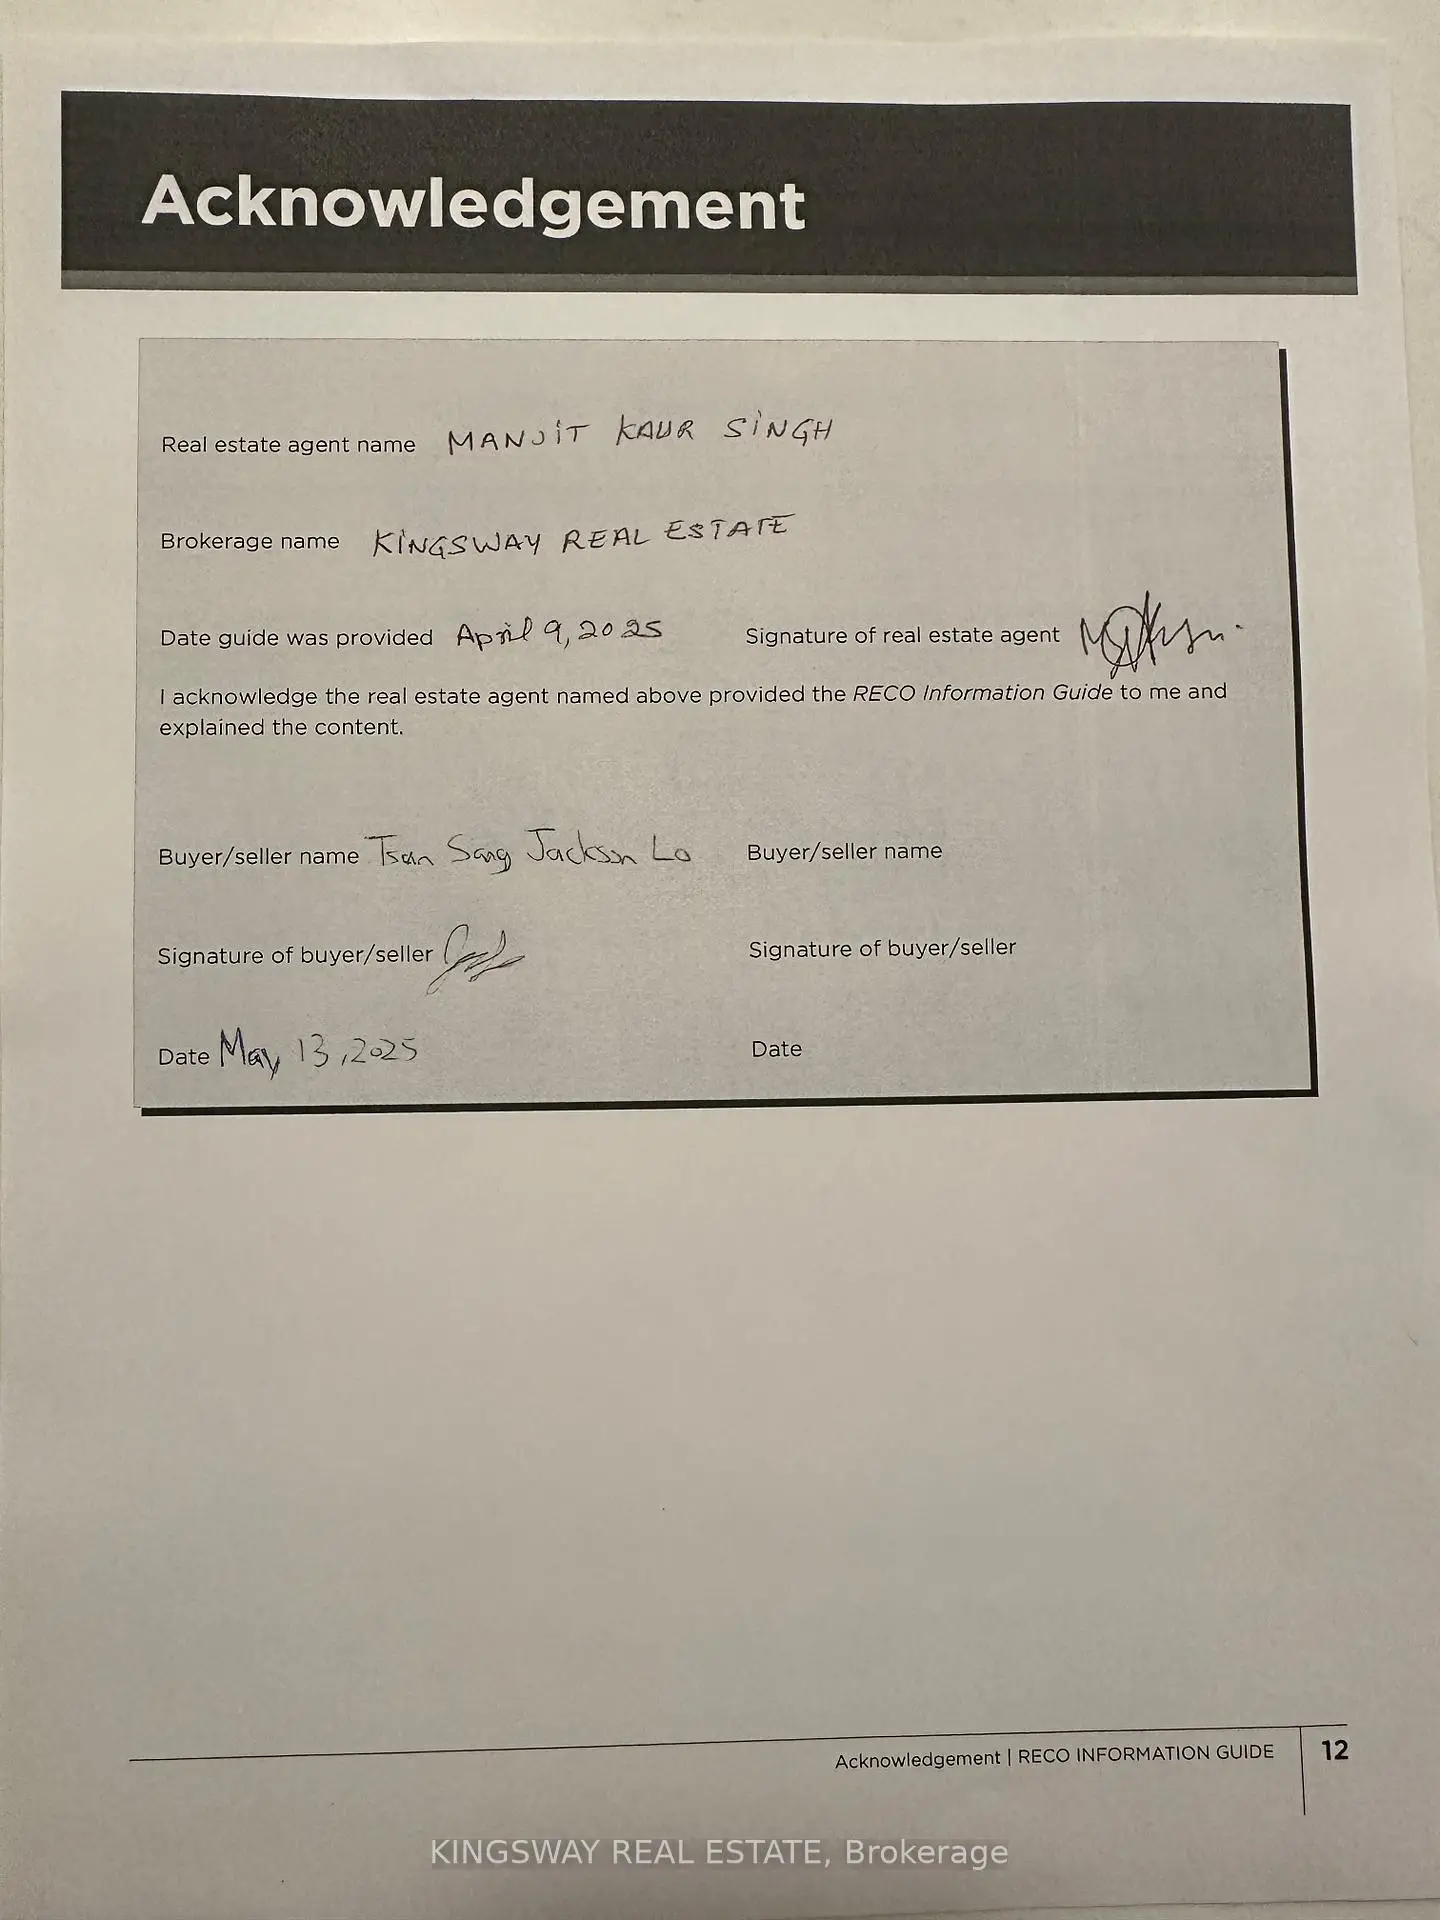 Acknowledgement
Real estate agent name MANJIT KAUR SINGH
Brokerage name KINGSWAY REAL ESTATE
Date guide was provided April 9, 2025 Signature of real estate agent
I acknowledge the real estate agent named above provided the RECO Information Guide to me and
explained the content.
Buyer/seller name Tsan Sang Jackson Lo Buyer/seller name
Signature of buyer/seller Signature of buyer/seller
Date May 13, 2025 Date
Acknowledgement | RECO INFORMATION GUIDE 12
KINGSWAY REAL ESTATE, Brokerage